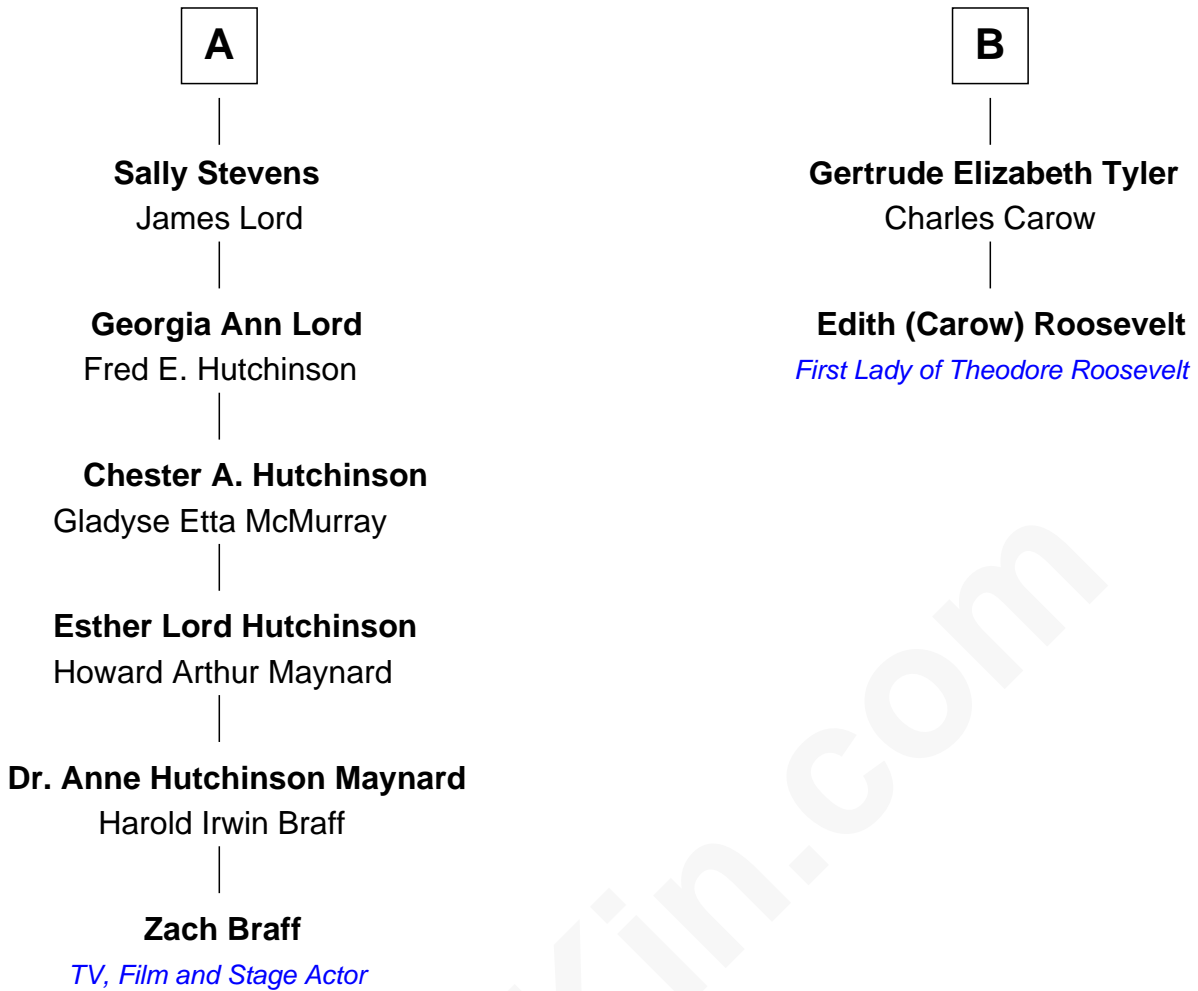 A
Sally Stevens
James Lord
Georgia Ann Lord
Fred E. Hutchinson
Chester A. Hutchinson
Gladyse Etta McMurray
Esther Lord Hutchinson
Howard Arthur Maynard
Dr. Anne Hutchinson Maynard
Harold Irwin Braff
Zach Braff
TV, Film and Stage Actor
B
Gertrude Elizabeth Tyler
Charles Carow
Edith (Carow) Roosevelt
First Lady of Theodore Roosevelt